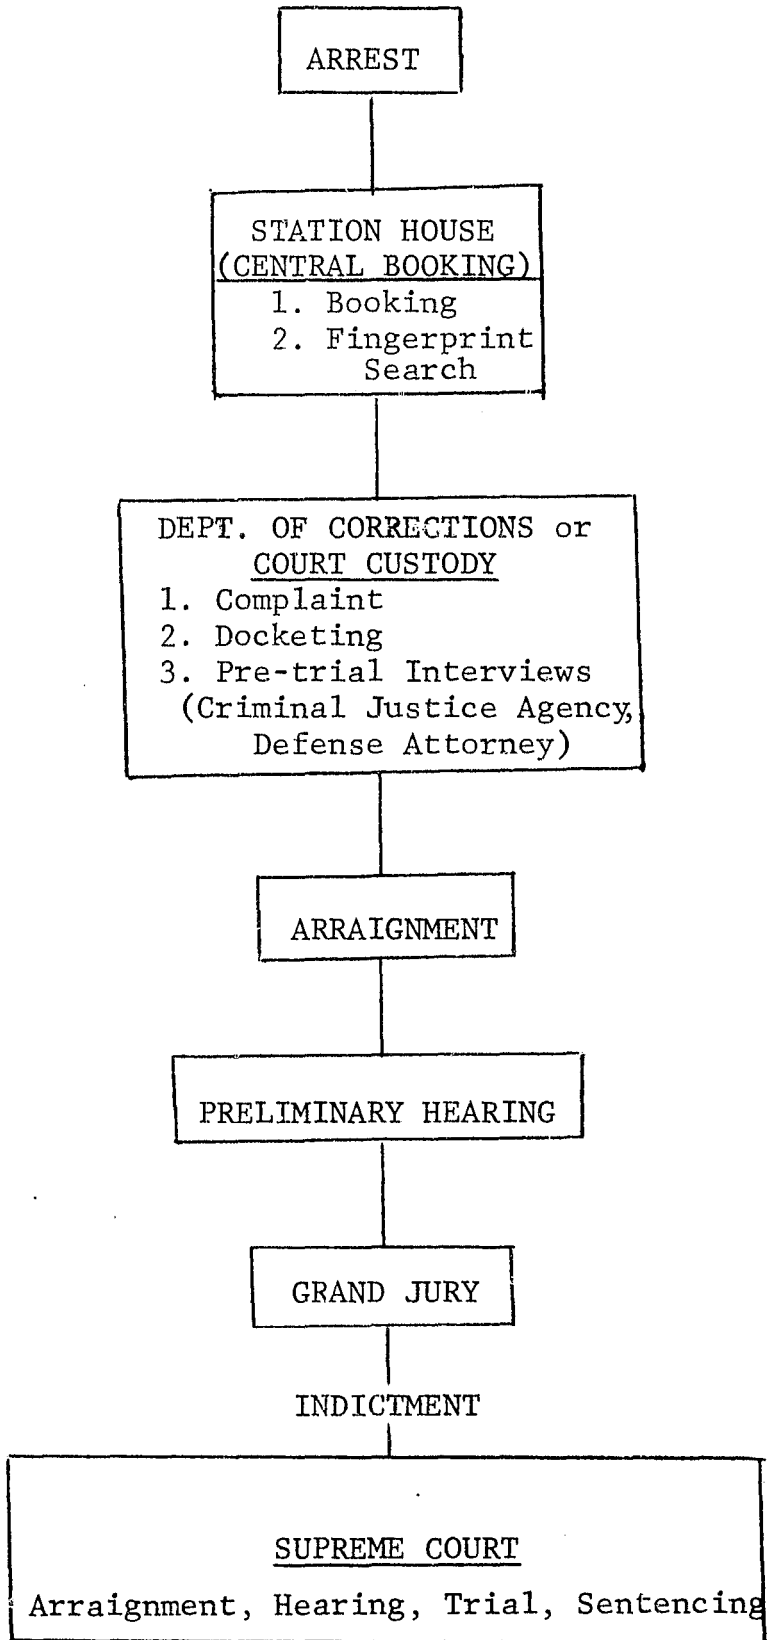 ARREST
STATION HOUSE
(CENTRAL BOOKING)
1. Booking
2. Fingerprint
Search
DEPT. OF CORRECTIONS or
COURT CUSTODY
1. Complaint
2. Docketing
3. Pre-trial Interviews
(Criminal Justice Agency,
Defense Attorney)
ARRAIGNMENT
PRELIMINARY HEARING
GRAND JURY
INDICTMENT
SUPREME COURT
Arraignment, Hearing, Trial, Sentencing